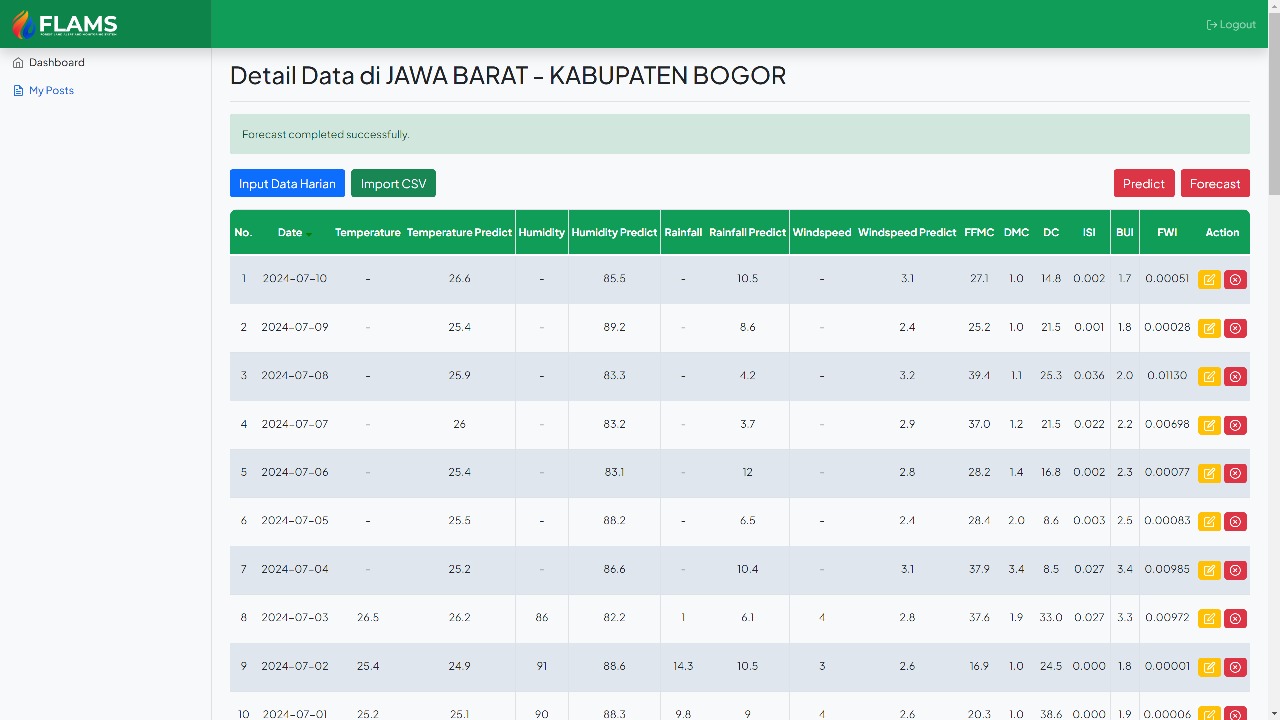 FLAMS
Logout
Dashboard
My Posts
Detail Data di JAWA BARAT - KABUPATEN BOGOR
Forecast completed successfully.
Input Data Harian Import CSV Predict Forecast
No. Date Temperature Temperature Predict Humidity Humidity Predict Rainfall Rainfall Predict Windspeed Windspeed Predict FFMC DMC DC ISI BUI FWI Action
1 2024-07-10 - 26.6 - 85.5 - 10.5 - 3.1 27.1 1.0 14.8 0.002 1.7 0.00051
2 2024-07-09 - 25.4 - 89.2 - 8.6 - 2.4 25.2 1.0 21.5 0.001 1.8 0.00028
3 2024-07-08 - 25.9 - 83.3 - 4.2 - 3.2 39.4 1.1 25.3 0.036 2.0 0.01130
4 2024-07-07 - 26 - 83.2 - 3.7 - 2.9 37.0 1.2 21.5 0.022 2.2 0.00698
5 2024-07-06 - 25.4 - 83.1 - 12 - 2.8 28.2 1.4 16.8 0.002 2.3 0.00077
6 2024-07-05 - 25.5 - 88.2 - 6.5 - 2.4 28.4 2.0 8.6 0.003 2.5 0.00083
7 2024-07-04 - 25.2 - 86.6 - 10.4 - 3.1 37.9 3.4 8.5 0.027 3.4 0.00985
8 2024-07-03 26.5 26.2 86 82.2 1 6.1 4 2.8 37.6 1.9 33.0 0.027 3.3 0.00972
9 2024-07-02 25.4 24.9 91 88.6 14.3 10.5 3 2.6 16.9 1.0 24.5 0.000 1.8 0.00001
10 2024-07-01 25.2 25.1 90 88.3 9.8 9 4 2.6 20.3 1.0 38.6 0.000 1.9 0.00006